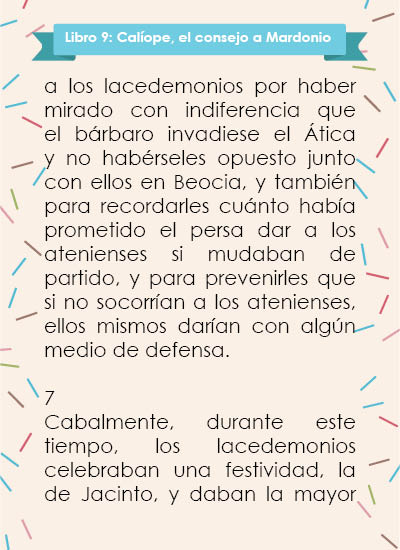 Libro 9: Calíope, el consejo a Mardonio
a los lacedemonios por haber
mirado con indiferencia que
el bárbaro invadiese el Ática
y no habérseles opuesto junto
con ellos en Beocia, y también
para recordarles cuánto había
prometido el persa dar a los
atenienses si mudaban de
partido, y para prevenirles que
si no socorrían a los atenienses,
ellos mismos darían con algún
medio de defensa.
7
Cabalmente, durante este
tiempo, los lacedemonios
celebraban una festividad, la
de Jacinto, y daban la mayor